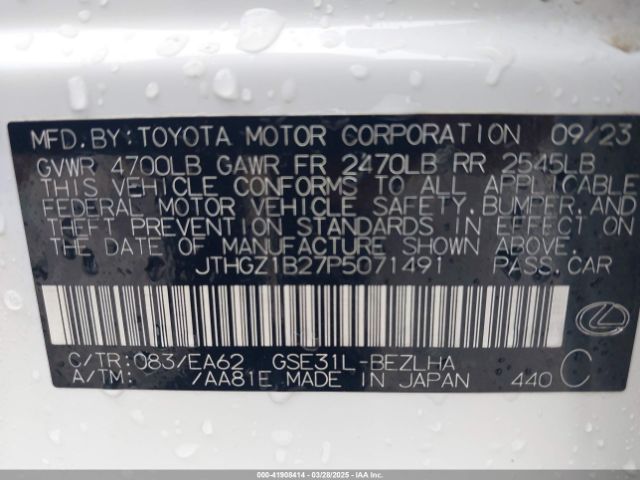 MFD.BY:TOYOTA MOTOR CORPORATION 09/23
GVWR 4700LB GAWR FR 2470LB RR 2545LB
THIS VEHICLE CONFORMS TO ALL APPLICABLE
FEDERAL MOTOR VEHICLE SAFETY,BUMPER,AND
THEFT PREVENTION STANDARDS IN EFFECT ON
THE DATE OF MANUFACTURE SHOWN ABOVE.
JTHGZ1B27P5071491 PASS.CAR
C/TR:083/EA62 GSE31L-BEZLHA
A/TM: /AA81E MADE IN JAPAN 440 C
000-41908414 | 03/28/2025 | IAAI.COM